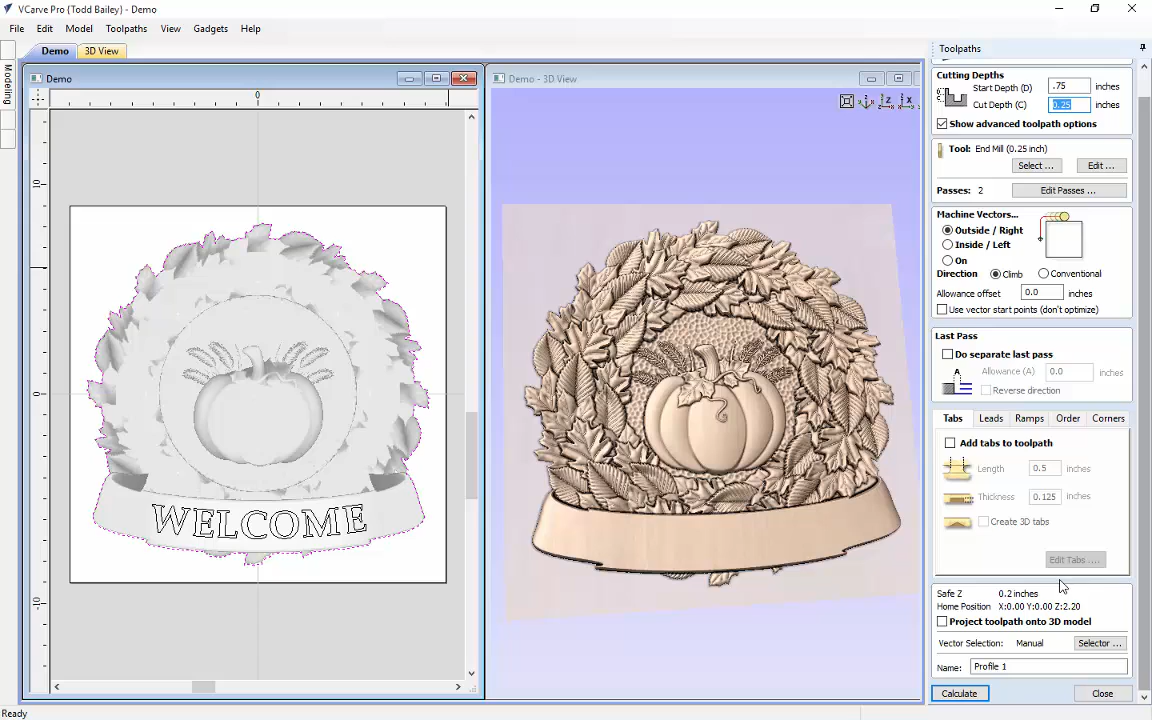 VCarve Pro {Todd Bailey} - Demo
File Edit Model Toolpaths View Gadgets Help
Demo 3D View
Toolpaths
Modeling
Demo
Demo - 3D View
0
10
0
-10
WELCOME
Cutting Depths
Start Depth (D) .75 inches
Cut Depth (C) 0.25 inches
Show advanced toolpath options
Tool: End Mill (0.25 inch)
Select ... Edit ...
Passes: 2 Edit Passes ...
Machine Vectors...
Outside / Right
Inside / Left
On
Direction Climb Conventional
Allowance offset 0.0 inches
Use vector start points (don't optimize)
Last Pass
Do separate last pass
A Allowance (A) 0.0 inches
Reverse direction
Tabs Leads Ramps Order Corners
Add tabs to toolpath
Length 0.5 inches
Thickness 0.125 inches
Create 3D tabs
Edit Tabs ....
Safe Z 0.2 inches
Home Position X:0.00 Y:0.00 Z:2.20
Project toolpath onto 3D model
Vector Selection: Manual Selector ...
Name: Profile 1
Calculate Close
Ready